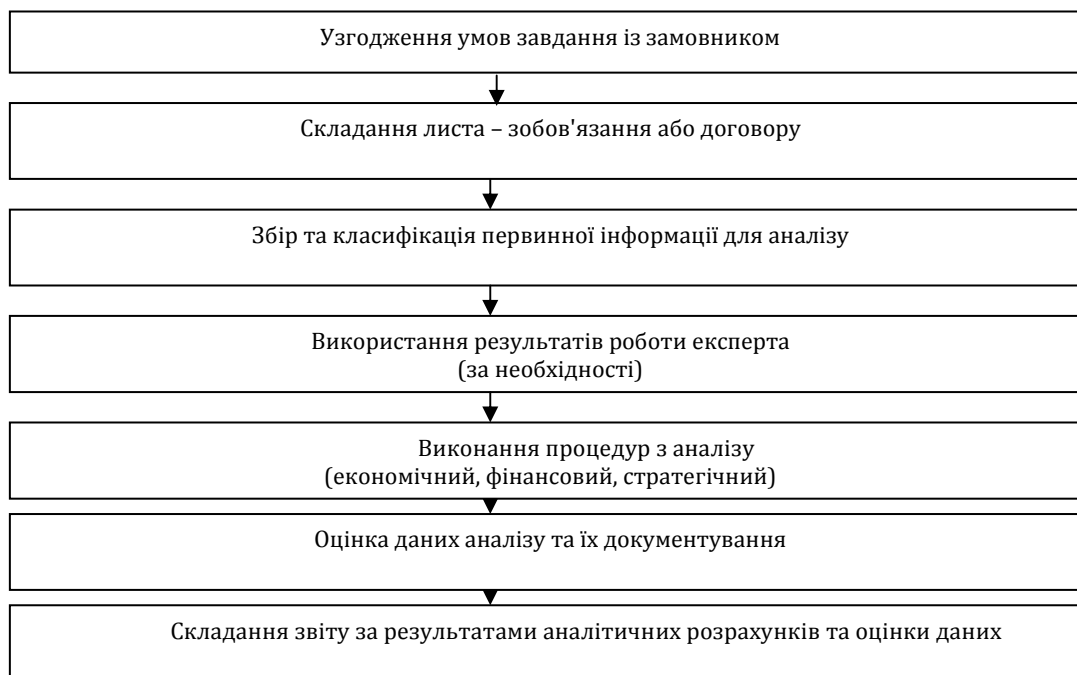 Узгодження умов завдання із замовником
Складання листа – зобов'язання або договору
Збір та класифікація первинної інформації для аналізу
Використання результатів роботи експерта
(за необхідності)
Виконання процедур з аналізу
(економічний, фінансовий, стратегічний)
Оцінка даних аналізу та їх документування
Складання звіту за результатами аналітичних розрахунків та оцінки даних